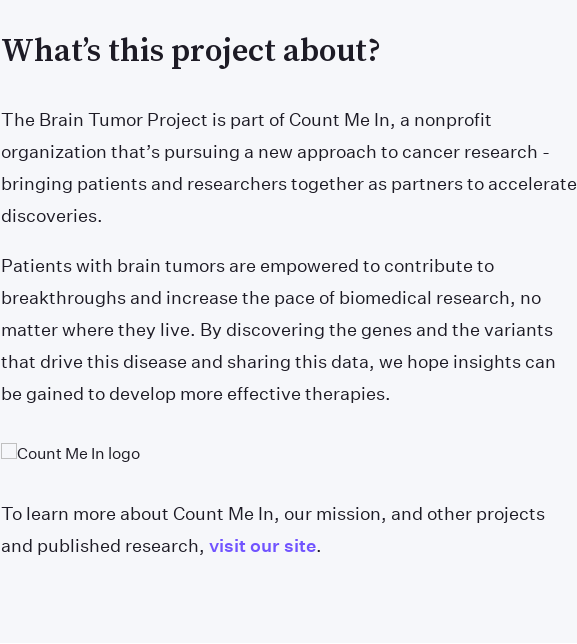 What's this project about?
The Brain Tumor Project is part of Count Me In, a nonprofit
organization that's pursuing a new approach to cancer research -
bringing patients and researchers together as partners to accelerate
discoveries.
Patients with brain tumors are empowered to contribute to
breakthroughs and increase the pace of biomedical research, no
matter where they live. By discovering the genes and the variants
that drive this disease and sharing this data, we hope insights can
be gained to develop more effective therapies.
Count Me In logo
To learn more about Count Me In, our mission, and other projects
and published research, visit our site.